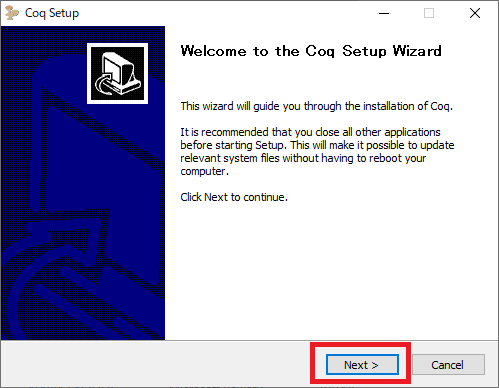 Coq Setup
Welcome to the Coq Setup Wizard
This wizard will guide you through the installation of Coq.
It is recommended that you close all other applications
before starting Setup. This will make it possible to update
relevant system files without having to reboot your
computer.
Click Next to continue.
Next >
Cancel